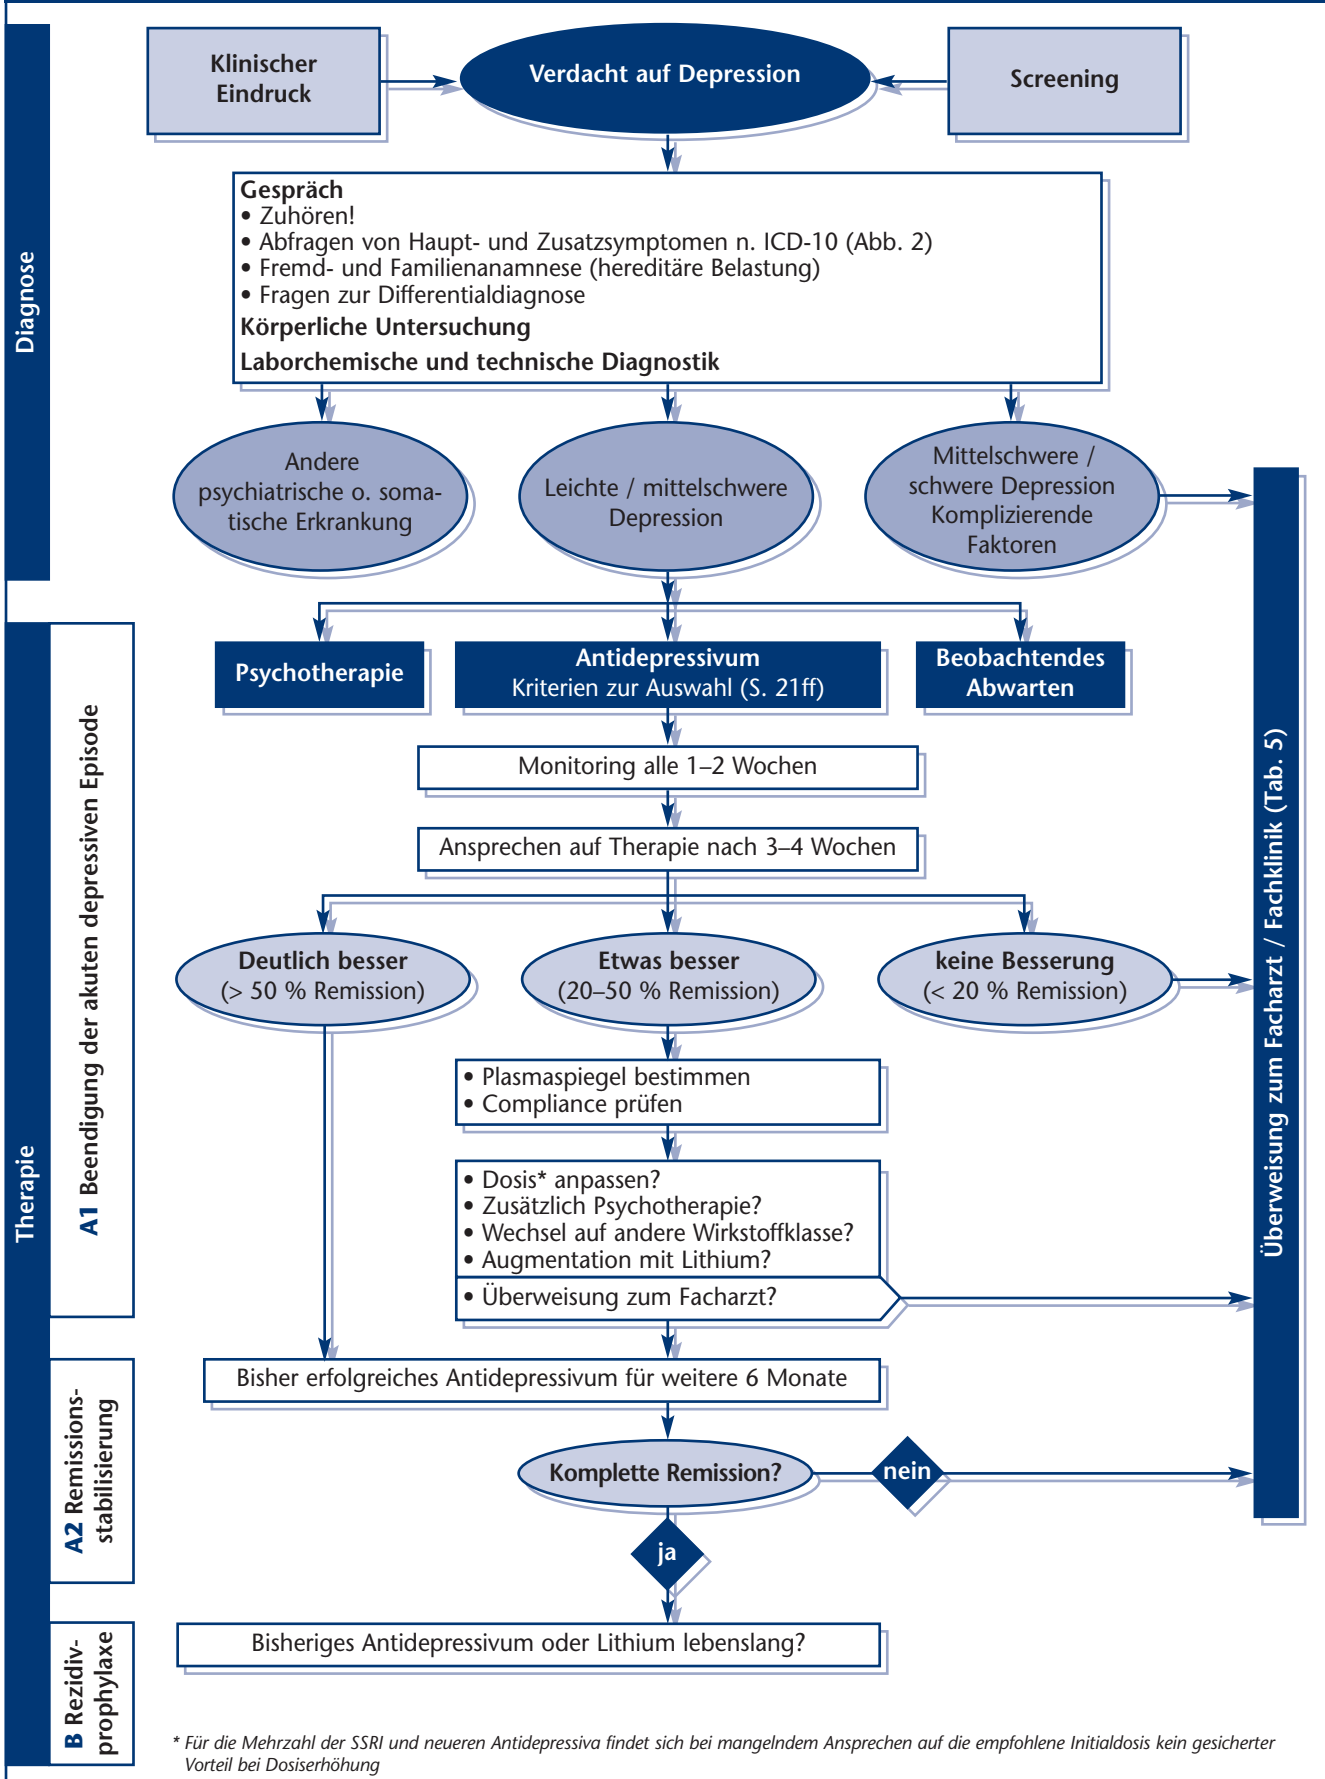 Klinischer
Eindruck
Verdacht auf Depression
Screening
Diagnose
Gespräch
• Zuhören!
• Abfragen von Haupt- und Zusatzsymptomen n. ICD-10 (Abb. 2)
• Fremd- und Familienanamnese (hereditäre Belastung)
• Fragen zur Differentialdiagnose
Körperliche Untersuchung
Laborchemische und technische Diagnostik
Andere
psychiatrische o. soma-
tische Erkrankung
Leichte / mittelschwere
Depression
Mittelschwere /
schwere Depression
Komplizierende
Faktoren
Überweisung zum Facharzt / Fachklinik (Tab. 5)
Therapie
A1 Beendigung der akuten depressiven Episode
Psychotherapie
Antidepressivum
Kriterien zur Auswahl (S. 21ff)
Beobachtendes
Abwarten
Monitoring alle 1–2 Wochen
Ansprechen auf Therapie nach 3–4 Wochen
Deutlich besser
(> 50 % Remission)
Etwas besser
(20–50 % Remission)
keine Besserung
(< 20 % Remission)
• Plasmaspiegel bestimmen
• Compliance prüfen
• Dosis* anpassen?
• Zusätzlich Psychotherapie?
• Wechsel auf andere Wirkstoffklasse?
• Augmentation mit Lithium?
• Überweisung zum Facharzt?
A2 Remissions-
stabilisierung
Bisher erfolgreiches Antidepressivum für weitere 6 Monate
Komplette Remission?
nein
ja
B Rezidiv-
prophylaxe
Bisheriges Antidepressivum oder Lithium lebenslang?
* Für die Mehrzahl der SSRI und neueren Antidepressiva findet sich bei mangelndem Ansprechen auf die empfohlene Initialdosis kein gesicherter
Vorteil bei Dosiserhöhung